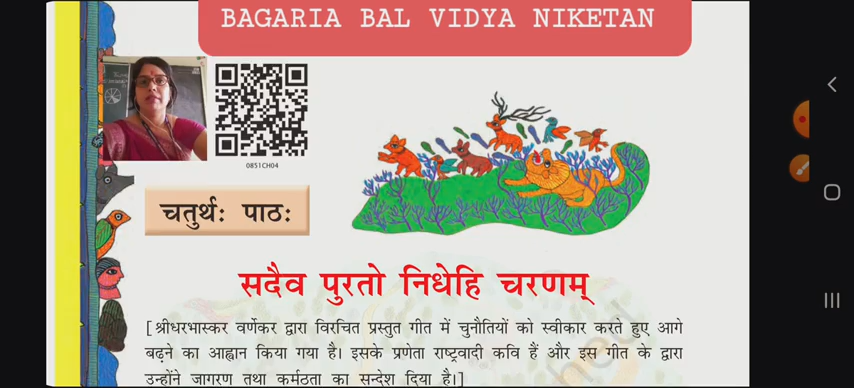 BAGARIA BAL VIDYA NIKETAN
0851CH04
चतुर्थः पाठः
सदैव पुरतो निधेहि चरणम्
[श्रीधरभास्कर वर्णेकर द्वारा विरचित प्रस्तुत गीत में चुनौतियों को स्वीकार करते हुए आगे
बढ़ने का आह्वान किया गया है। इसके प्रणेता राष्ट्रवादी कवि हैं और इस गीत के द्वारा
उन्होंने जागरण तथा कर्मठता का सन्देश दिया है।]